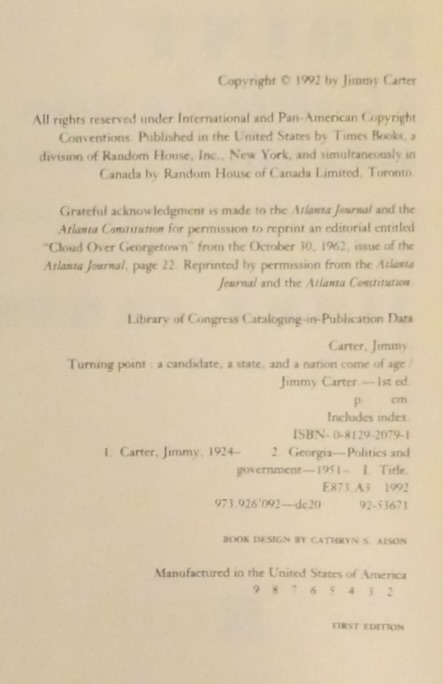 Copyright © 1992 by Jimmy Carter
All rights reserved under International and Pan-American Copyright
Conventions. Published in the United States by Times Books, a
division of Random House, Inc., New York, and simultaneously in
Canada by Random House of Canada Limited, Toronto.
Grateful acknowledgment is made to the Atlanta Journal and the
Atlanta Constitution for permission to reprint an editorial entitled
"Cloud Over Georgetown" from the October 30, 1962, issue of the
Atlanta Journal, page 22. Reprinted by permission from the Atlanta
Journal and the Atlanta Constitution.
Library of Congress Cataloging-in-Publication Data
Carter, Jimmy.
Turning point : a candidate, a state, and a nation come of age /
Jimmy Carter.—1st ed.
p. cm.
Includes index.
ISBN- 0-8129-2079-1
1. Carter, Jimmy, 1924– 2. Georgia—Politics and
government—1951– I. Title.
E873.A3 1992
973.926'092—dc20 92-53671
BOOK DESIGN BY CATHRYN S. AISON
Manufactured in the United States of America
9 8 7 6 5 4 3 2
FIRST EDITION